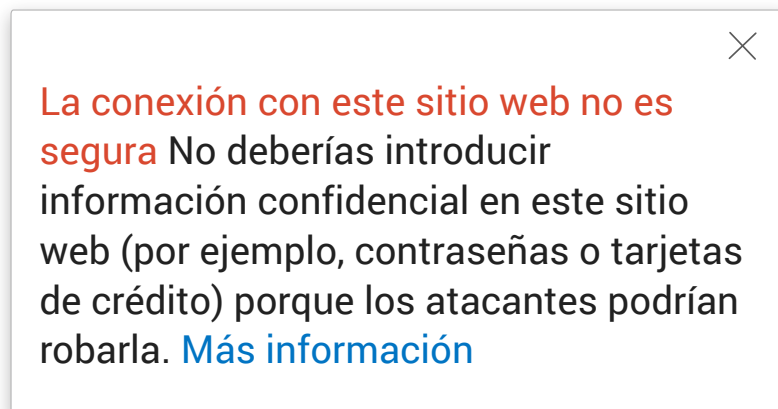 La conexión con este sitio web no es
segura No deberías introducir
información confidencial en este sitio
web (por ejemplo, contraseñas o tarjetas
de crédito) porque los atacantes podrían
robarla. Más información